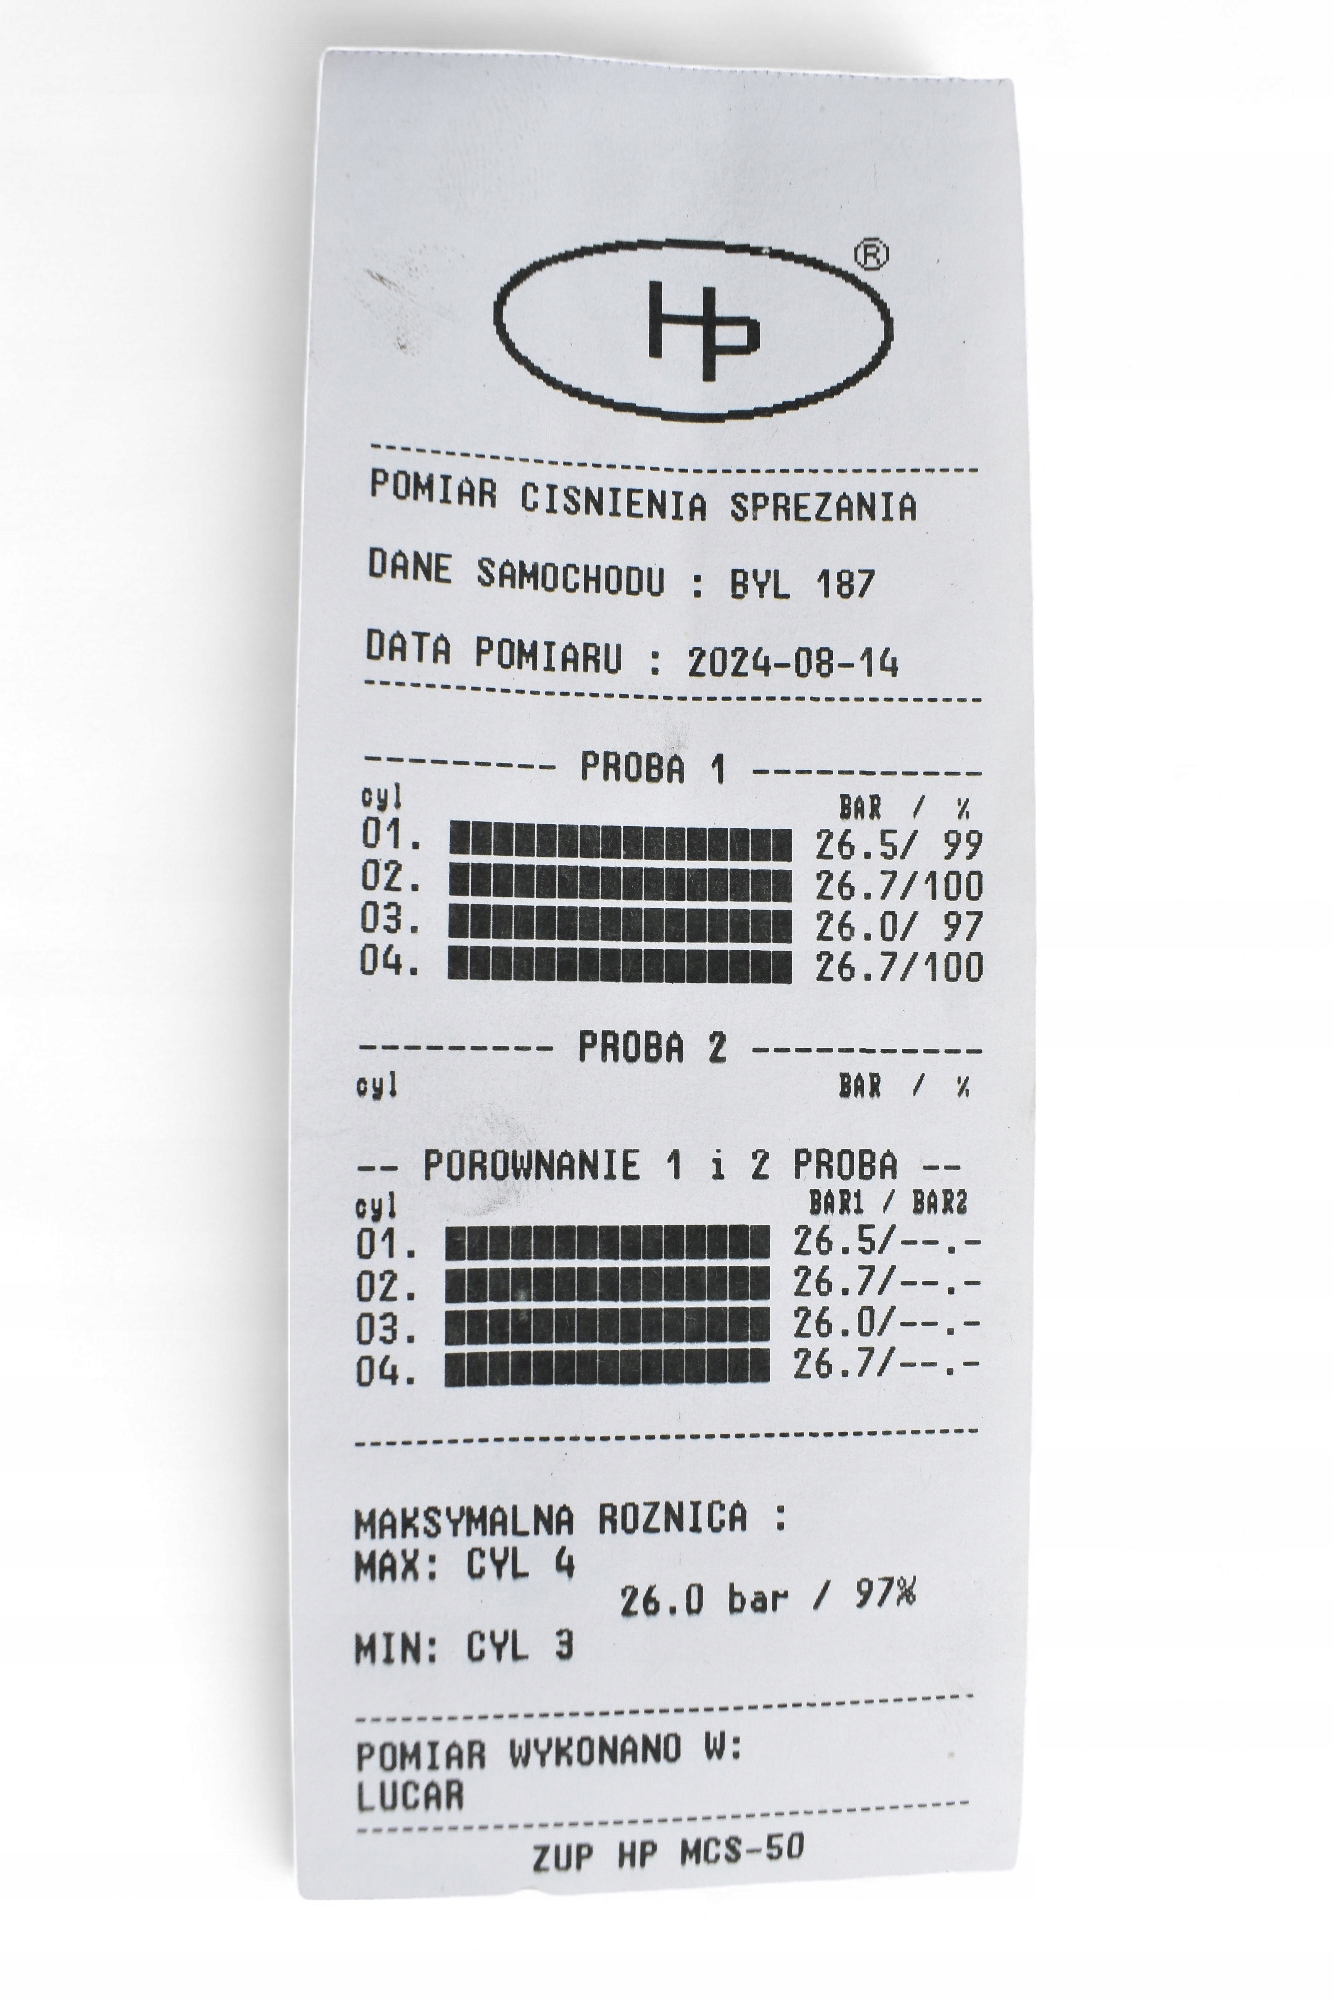 HP ®
POMIAR CISNIENIA SPREZANIA
DANE SAMOCHODU : BYL 187
DATA POMIARU : 2024-08-14
--------- PROBA 1 -----------
cyl BAR / %
01. 26.5/ 99
02. 26.7/100
03. 26.0/ 97
04. 26.7/100
--------- PROBA 2 -----------
cyl BAR / %
-- POROWNANIE 1 i 2 PROBA --
cyl BAR1 / BAR2
01. 26.5/--.-
02. 26.7/--.-
03. 26.0/--.-
04. 26.7/--.-
MAKSYMALNA ROZNICA :
MAX: CYL 4
26.0 bar / 97%
MIN: CYL 3
POMIAR WYKONANO W:
LUCAR
ZUP HP MCS-50